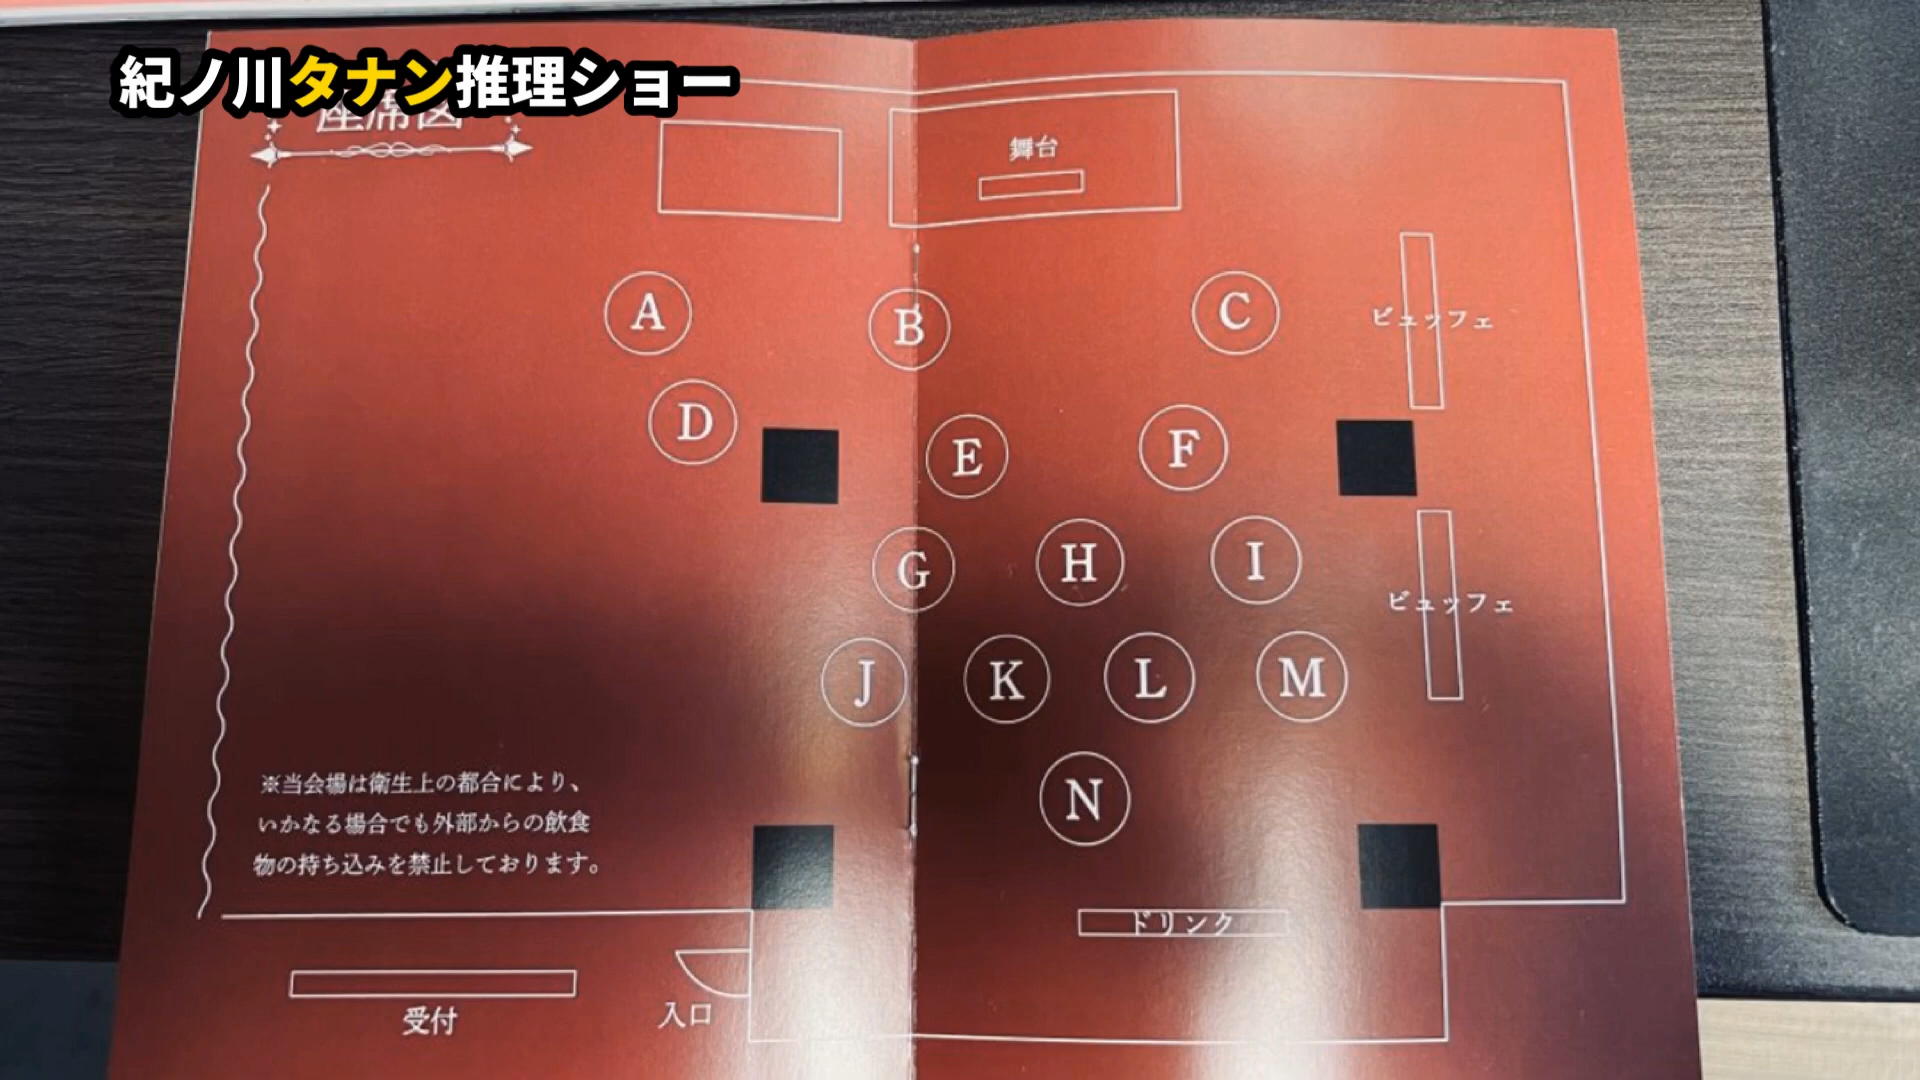 紀ノ川タナン推理ショー
座席図
舞台
A
B
C
ビュッフェ
D
E
F
G
H
I
ビュッフェ
J
K
L
M
N
※当会場は衛生上の都合により、
いかなる場合でも外部からの飲食
物の持ち込みを禁止しております。
ドリンク
受付
入口